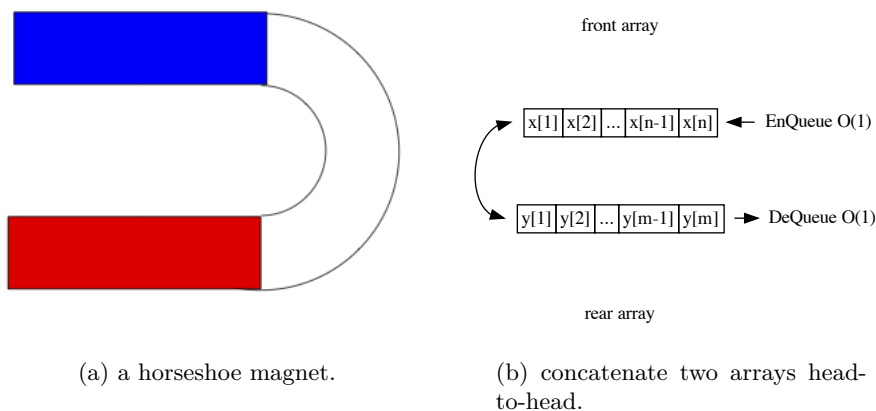 front array
x[1] x[2] ... x[n-1] x[n] EnQueue O(1)
y[1] y[2] ... y[m-1] y[m] DeQueue O(1)
rear array
(a) a horseshoe magnet.
(b) concatenate two arrays head-
to-head.